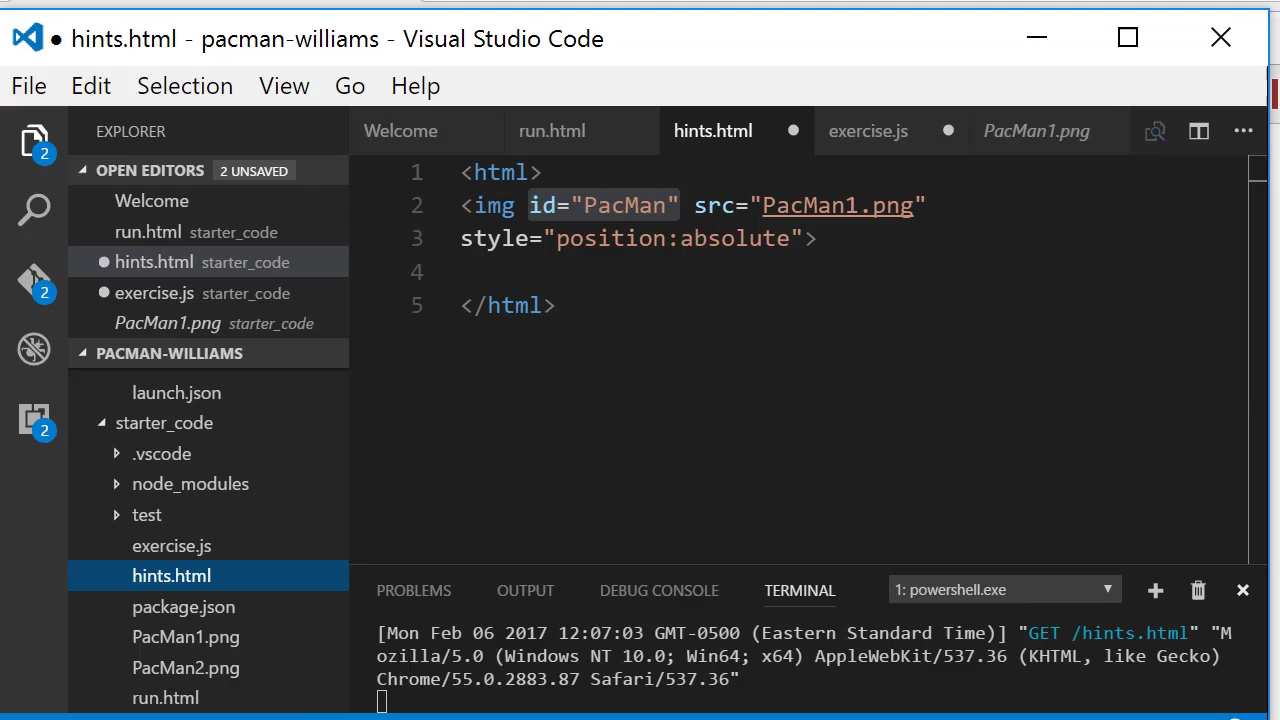 ● hints.html - pacman-williams - Visual Studio Code
File Edit Selection View Go Help
EXPLORER
2
OPEN EDITORS 2 UNSAVED
Welcome
run.html starter_code
hints.html starter_code
exercise.js starter_code
PacMan1.png starter_code
2
PACMAN-WILLIAMS
launch.json
2
starter_code
.vscode
node_modules
test
exercise.js
hints.html
package.json
PacMan1.png
PacMan2.png
run.html
Welcome run.html hints.html exercise.js PacMan1.png
1 <html>
2 <img id="PacMan" src="PacMan1.png"
3 style="position:absolute">
4
5 </html>
PROBLEMS OUTPUT DEBUG CONSOLE TERMINAL 1: powershell.exe
[Mon Feb 06 2017 12:07:03 GMT-0500 (Eastern Standard Time)] "GET /hints.html" "M
ozilla/5.0 (Windows NT 10.0; Win64; x64) AppleWebKit/537.36 (KHTML, like Gecko)
Chrome/55.0.2883.87 Safari/537.36"